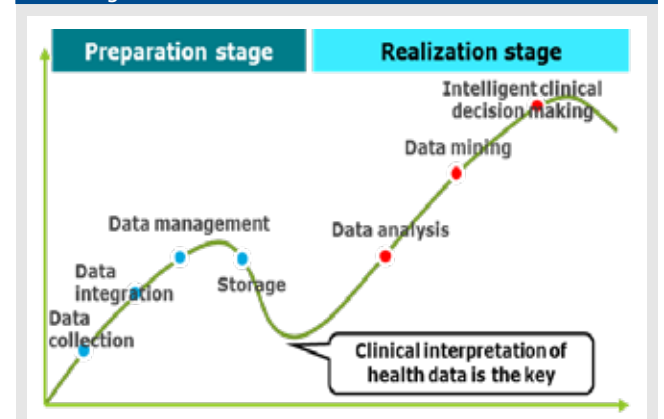 Preparation stage
Realization stage
Intelligent clinical
decision making
Data mining
Data management
Data analysis
Data
integration
Storage
Data
collection
Clinical interpretation of
health data is the key